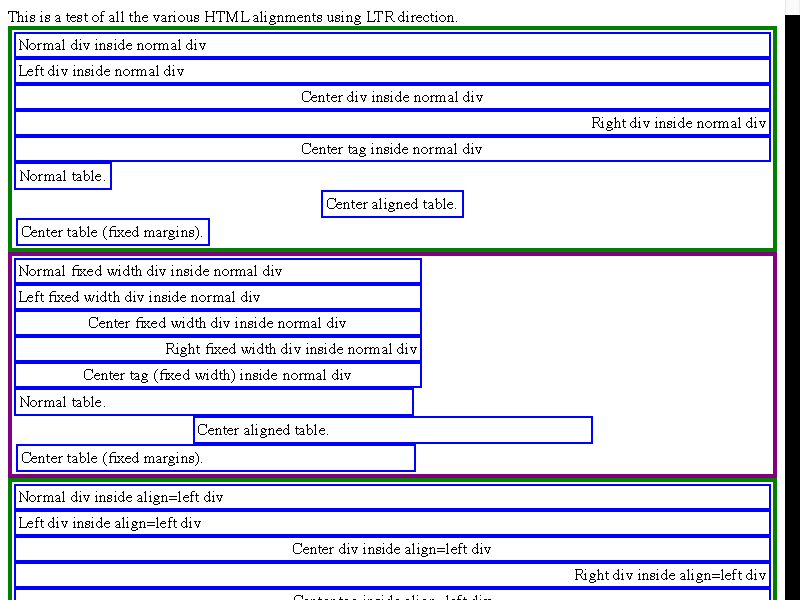 This is a test of all the various HTML alignments using LTR direction.
Normal div inside normal div
Left div inside normal div
Center div inside normal div
Right div inside normal div
Center tag inside normal div
Normal table.
Center aligned table.
Center table (fixed margins).
Normal fixed width div inside normal div
Left fixed width div inside normal div
Center fixed width div inside normal div
Right fixed width div inside normal div
Center tag (fixed width) inside normal div
Normal table.
Center aligned table.
Center table (fixed margins).
Normal div inside align=left div
Left div inside align=left div
Center div inside align=left div
Right div inside align=left div
Center tag inside align=left div